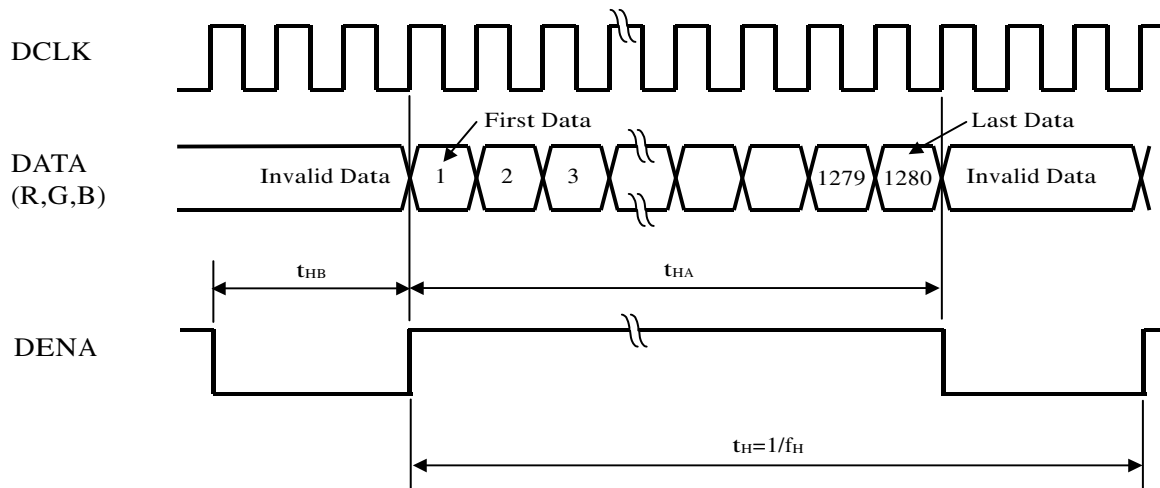 DCLK
First Data
Last Data
DATA
(R,G,B)
Invalid Data 1 2 3 1279 1280 Invalid Data
tHB
tHA
DENA
tH=1/fH